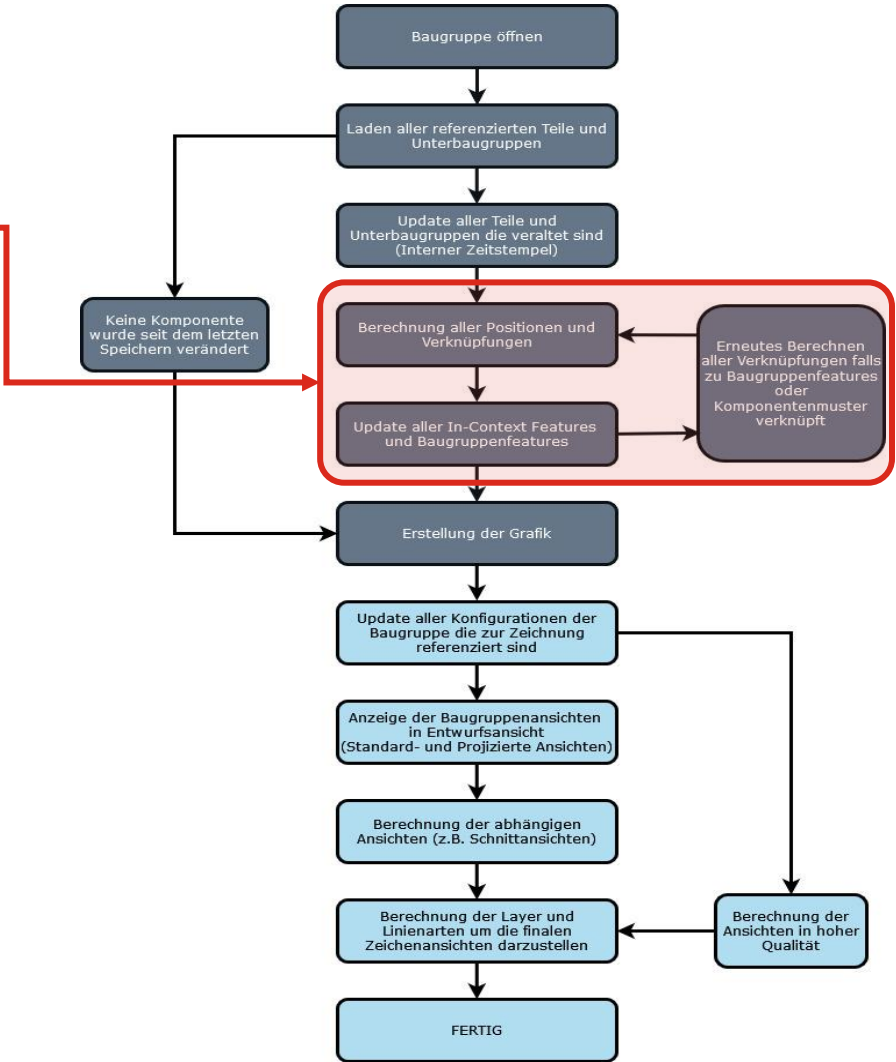 Baugruppe öffnen
Laden aller referenzierten Teile und
Unterbaugruppen
Update aller Teile und
Unterbaugruppen die veraltet sind
(Interner Zeitstempel)
Keine Komponente
wurde seit dem letzten
Speichern verändert
Berechnung aller Positionen und
Verknüpfungen
Erneutes Berechnen
aller Verknüpfungen falls
zu Baugruppenfeatures
oder
Komponentenmuster
verknüpft
Update aller In-Context Features
und Baugruppenfeatures
Erstellung der Grafik
Update aller Konfigurationen der
Baugruppe die zur Zeichnung
referenziert sind
Anzeige der Baugruppenansichten
in Entwurfsansicht
(Standard- und Projizierte Ansichten)
Berechnung der abhängigen
Ansichten (z.B. Schnittansichten)
Berechnung der Layer und
Linienarten um die finalen
Zeichenansichten darzustellen
Berechnung der
Ansichten in hoher
Qualität
FERTIG